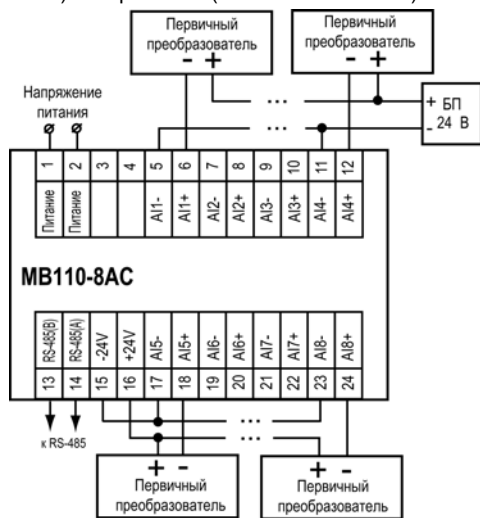 Первичный
преобразователь
- +
Первичный
преобразователь
- +
Напряжение
питания
+ БП
- 24 В
...
...
1 2 3 4 5 6 7 8 9 10 11 12
Питание Питание AI1- AI1+ AI2- AI2+ AI3- AI3+ AI4- AI4+
МВ110-8АС
RS-485(B) RS-485(A) -24V +24V AI5- AI5+ AI6- AI6+ AI7- AI7+ AI8- AI8+
13 14 15 16 17 18 19 20 21 22 23 24
...
...
к RS-485
+ -
Первичный
преобразователь
+ -
Первичный
преобразователь